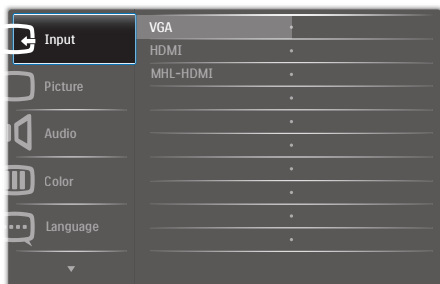 Input
Picture
Audio
Color
Language
VGA
HDMI
MHL-HDMI